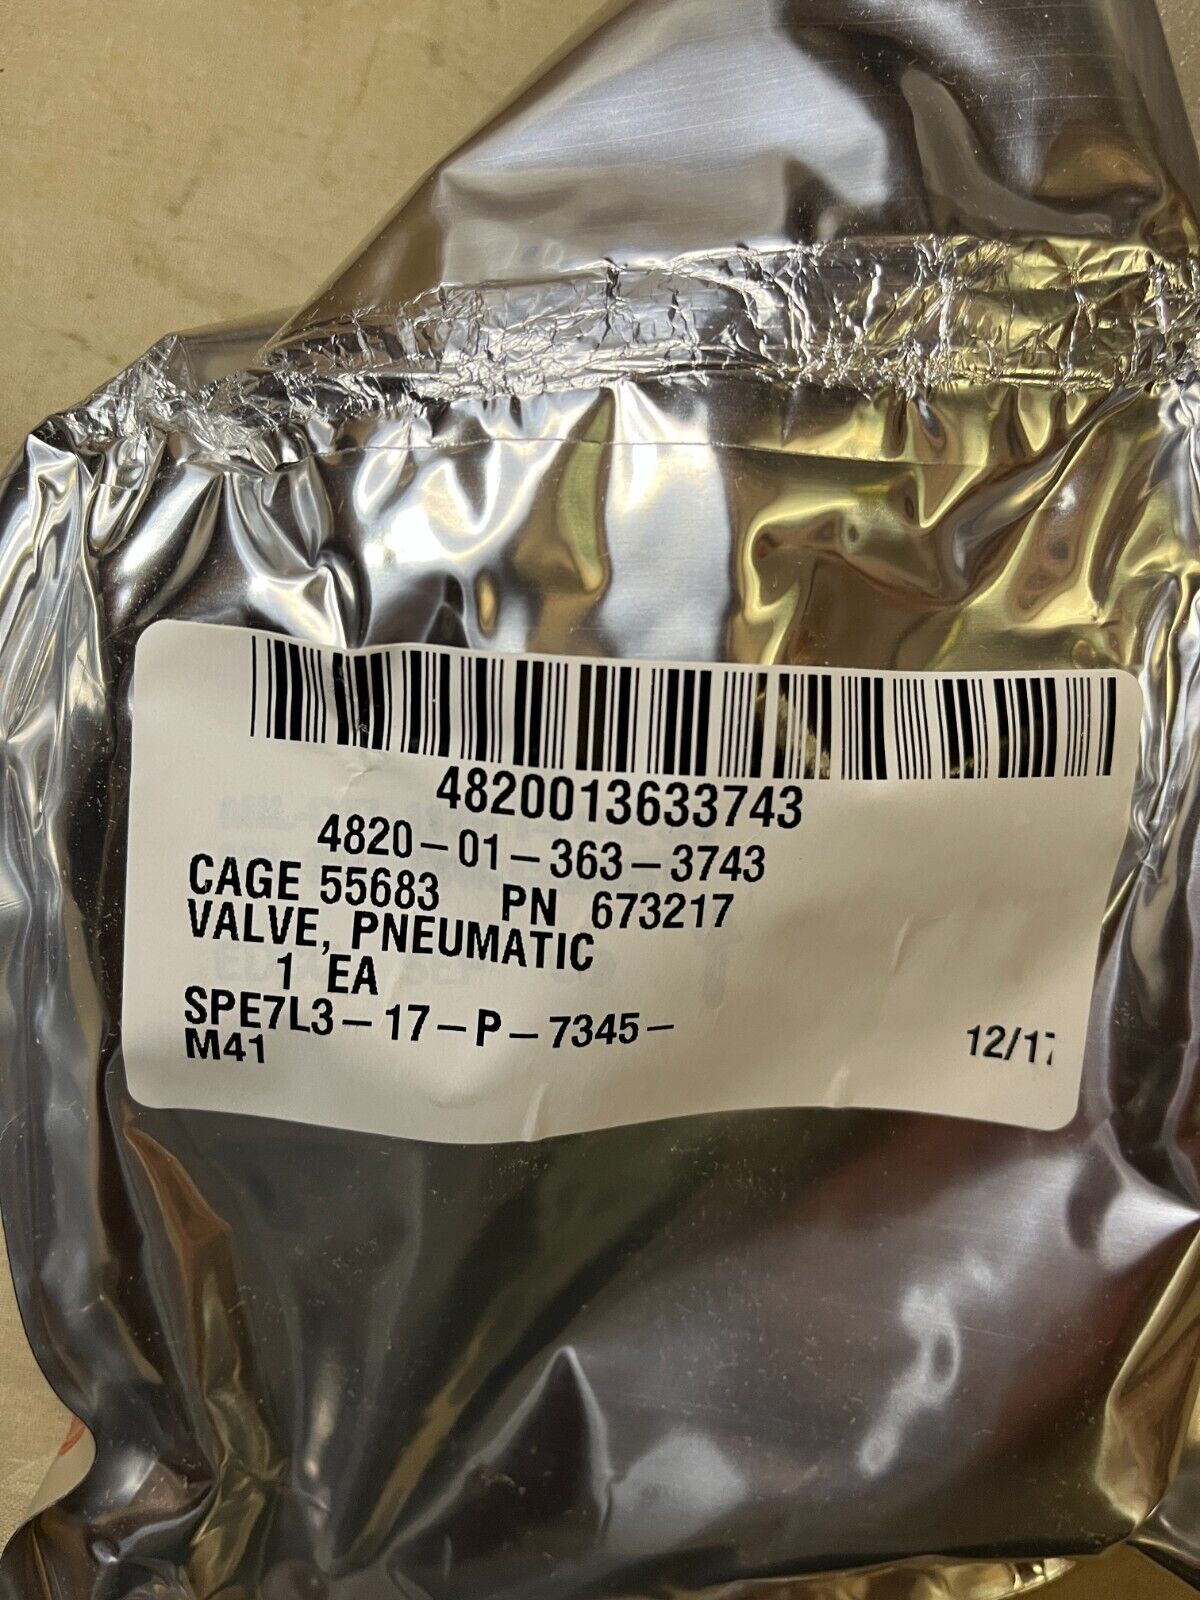 4820013633743
4820-01-363-3743
CAGE 55683 PN 673217
VALVE, PNEUMATIC
1 EA
SPE7L3-17-P-7345-
M41 12/17